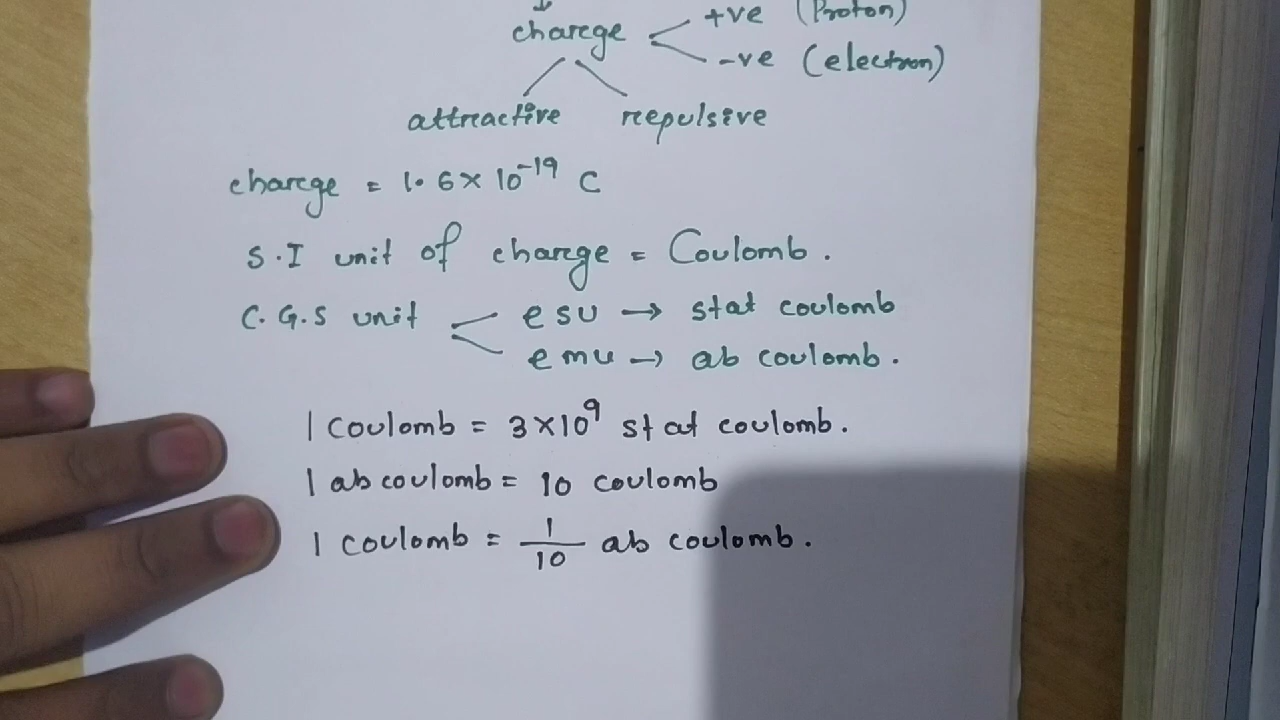 +ve (Proton)
charge
-ve (electron)
attractive repulsive
charge = 1.6×10⁻¹⁹ C
S.I unit of charge = Coulomb.
C.G.S unit
esu → stat coulomb
emu → ab coulomb.
1 Coulomb = 3×10⁹ stat coulomb.
1 ab coulomb = 10 coulomb
1 coulomb = 1/10 ab coulomb.